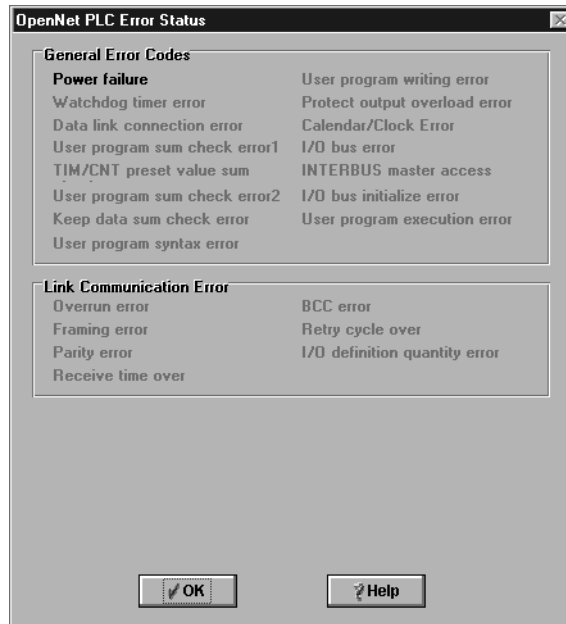 OpenNet PLC Error Status
General Error Codes
Power failure
Watchdog timer error
Data link connection error
User program sum check error1
TIM/CNT preset value sum
User program sum check error2
Keep data sum check error
User program syntax error
User program writing error
Protect output overload error
Calendar/Clock Error
I/O bus error
INTERBUS master access
I/O bus initialize error
User program execution error
Link Communication Error
Overrun error
Framing error
Parity error
Receive time over
BCC error
Retry cycle over
I/O definition quantity error
OK
Help